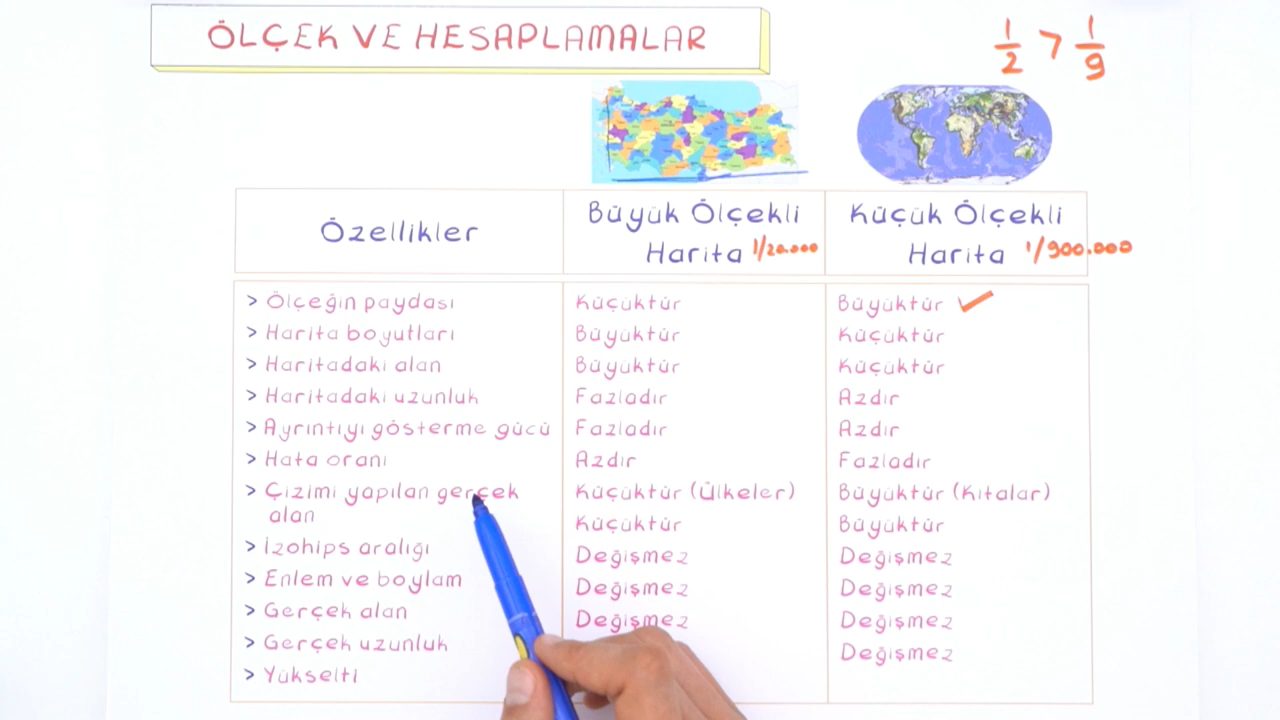 ÖLÇEK VE HESAPLAMALAR
1/2 > 1/9
Özellikler
Büyük Ölçekli
Harita 1/20.000
Küçük Ölçekli
Harita 1/900.000
> Ölçeğin paydası
> Harita boyutları
> Haritadaki alan
> Haritadaki uzunluk
> Ayrıntıyı gösterme gücü
> Hata oranı
> Çizimi yapılan gerçek
alan
> İzohips aralığı
> Enlem ve boylam
> Gerçek alan
> Gerçek uzunluk
> Yükselti
Küçüktür
Büyüktür
Büyüktür
Fazladır
Fazladır
Azdır
Küçüktür (Ülkeler)
Küçüktür
Değişmez
Değişmez
Değişmez
Büyüktür ✓
Küçüktür
Küçüktür
Azdır
Azdır
Fazladır
Büyüktür (Kıtalar)
Büyüktür
Değişmez
Değişmez
Değişmez
Değişmez